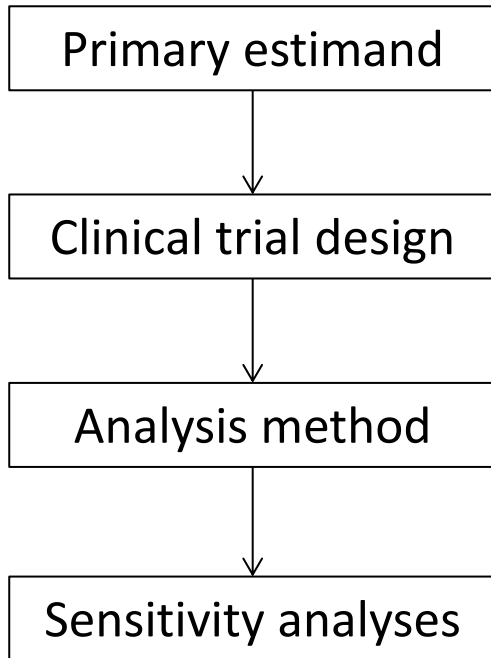 Primary estimand
Clinical trial design
Analysis method
Sensitivity analyses